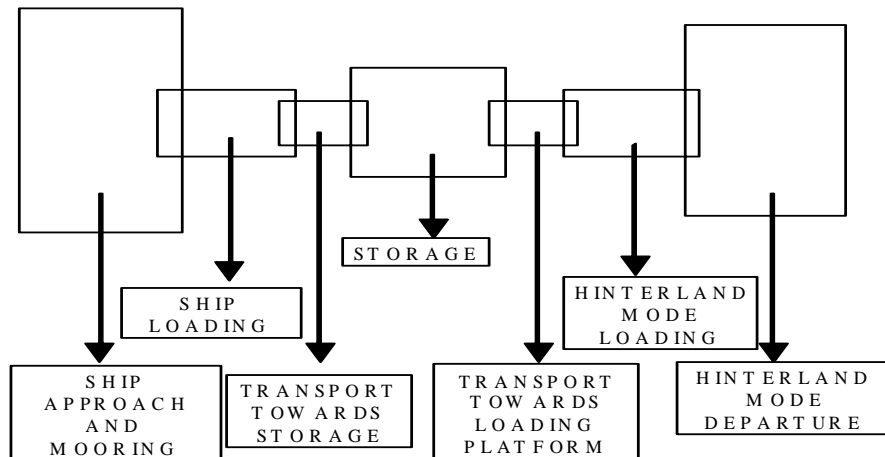 STORAGE
SHIP
LOADING
HINTERLAND
MODE
LOADING
SHIP
APPROACH
AND
MOORING
TRANSPORT
TOWARDS
STORAGE
TRANSPORT
TOWARDS
LOADING
PLATFORM
HINTERLAND
MODE
DEPARTURE